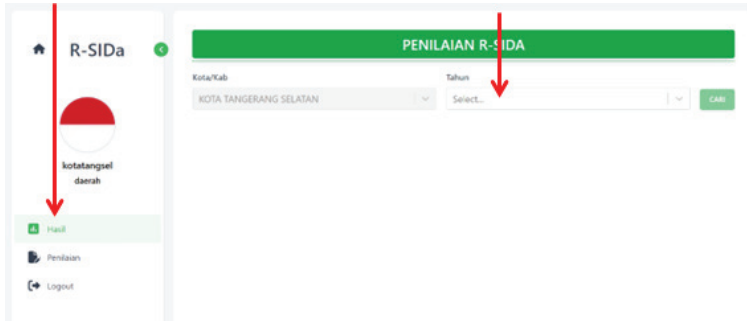 R-SIDa
kotatangsel
daerah
Hasil
Penilaian
Logout
PENILAIAN R-SIDA
Kota/Kab
Tahun
KOTA TANGERANG SELATAN
Select...
CARI